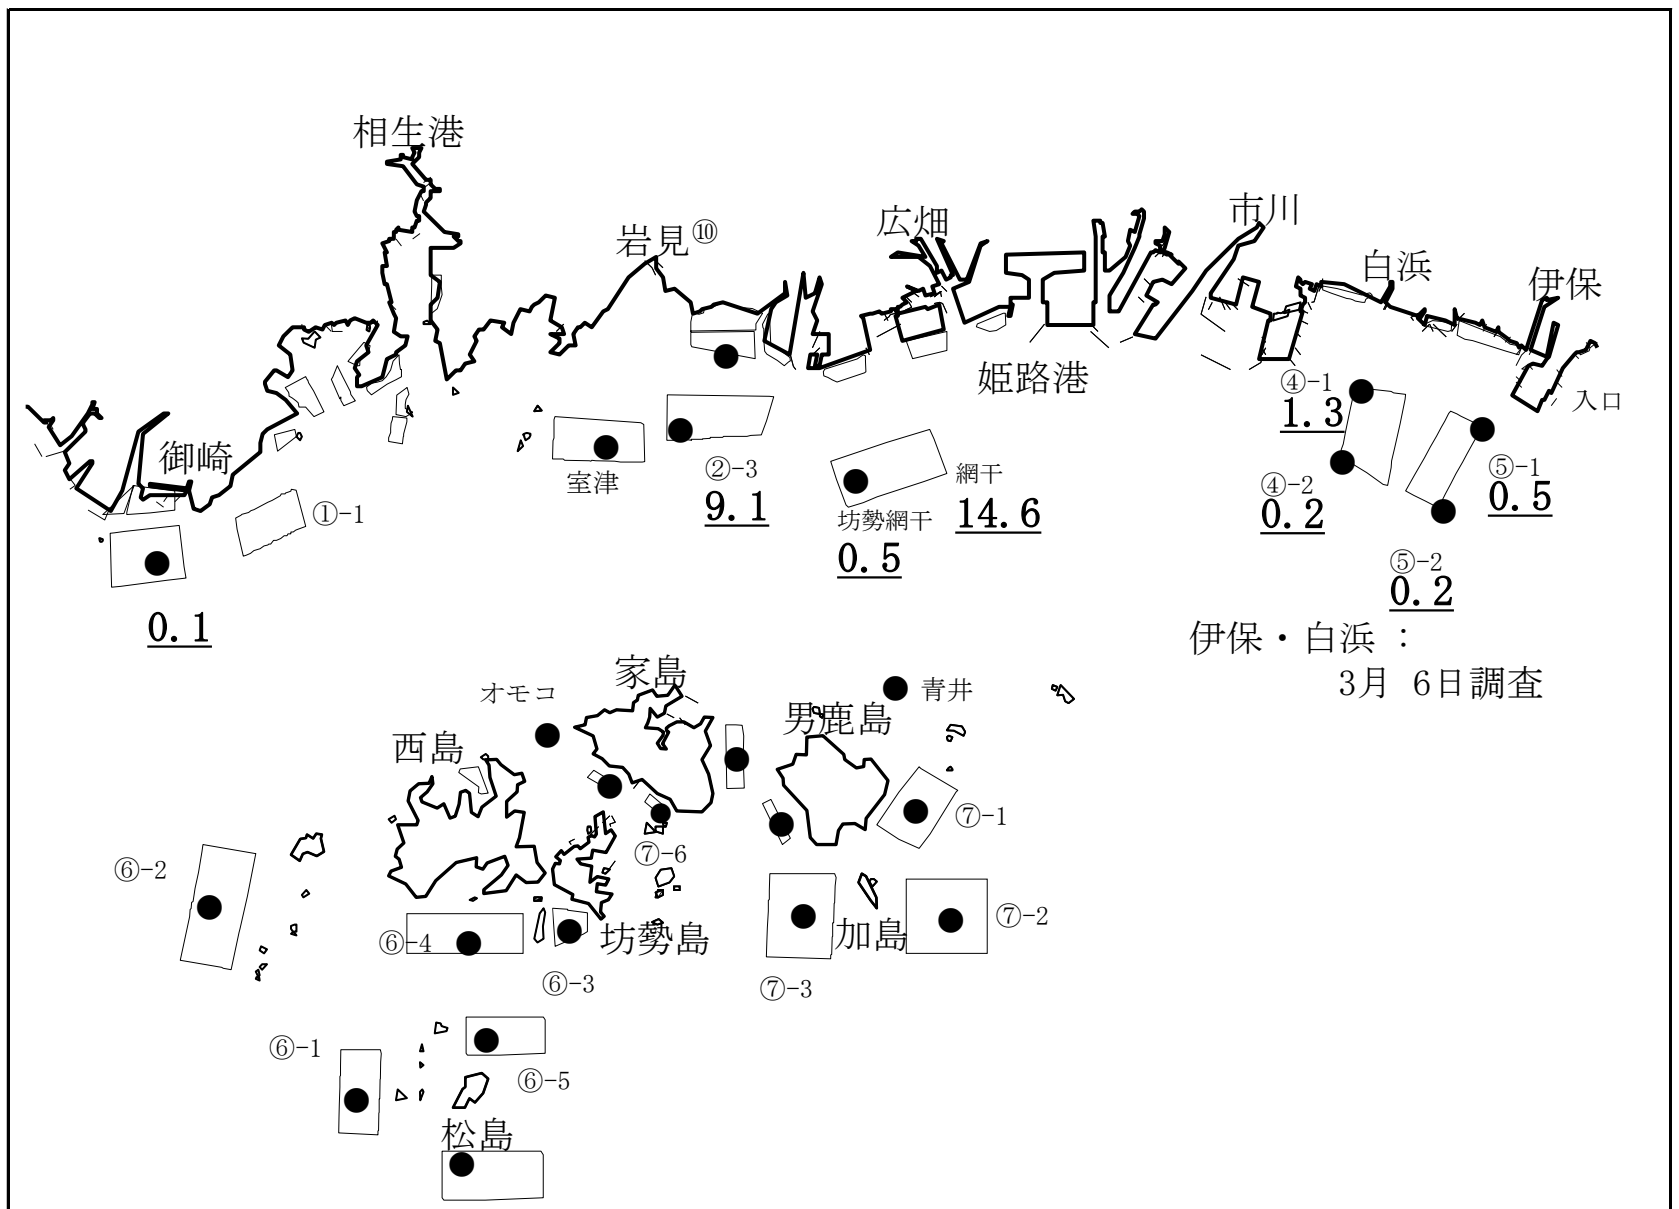 相生港
市川
広畑
岩見⑩
白浜
伊保
姫路港
④-1
1.3
入口
御崎
②-3
9.1
室津
網干
14.6
⑤-1
0.5
④-2
0.2
①-1
坊勢網干
0.5
⑤-2
0.2
0.1
伊保・白浜 :
3月 6日調査
家島
オモコ
青井
男鹿島
西島
⑦-1
⑦-6
⑥-2
⑦-2
加島
坊勢島
⑥-4
⑥-3
⑦-3
⑥-1
⑥-5
松島